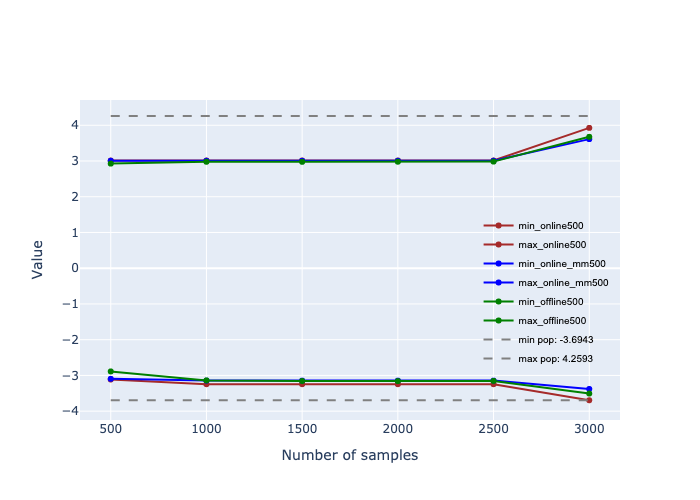 4
3
2
1
0
−1
−2
−3
−4
Value
500
1000
1500
2000
2500
3000
Number of samples
min_online500
max_online500
min_online_mm500
max_online_mm500
min_offline500
max_offline500
min pop: -3.6943
max pop: 4.2593